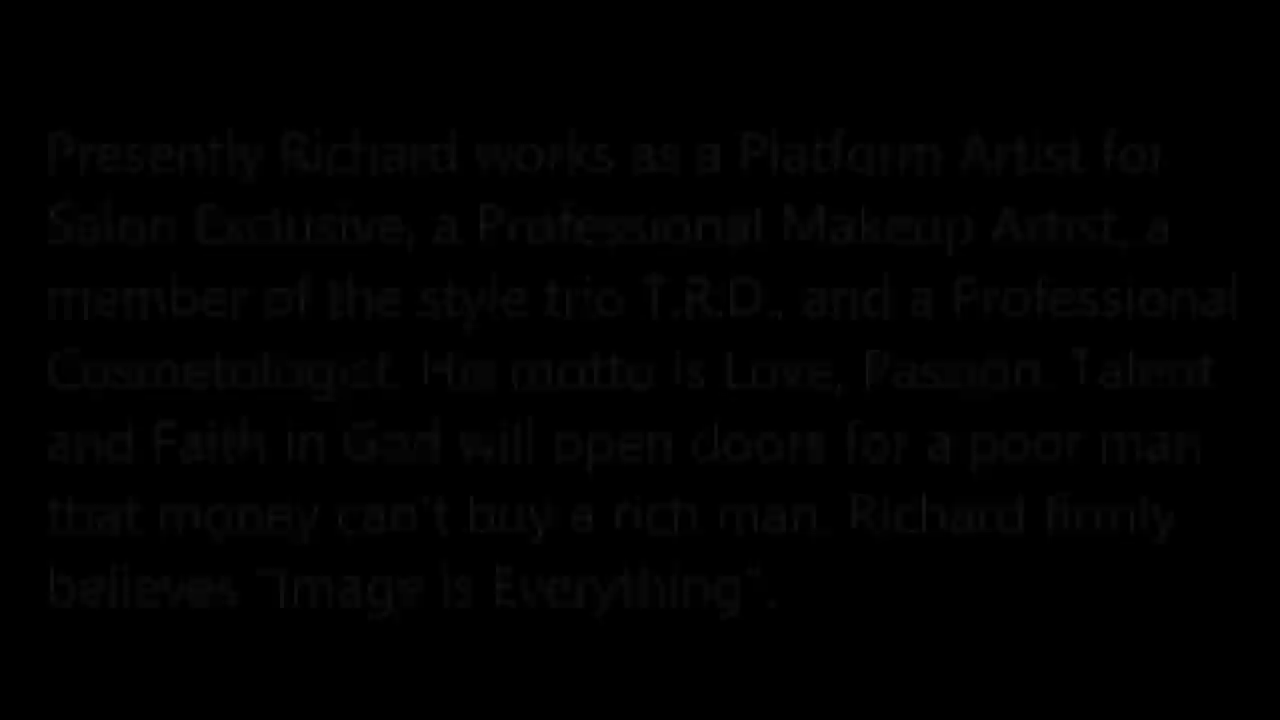 Presently Richard works as a Platform Artist for
Salon Exclusive, a Professional Makeup Artist, a
member of the style trio T.R.D., and a Professional
Cosmetologist. His motto is Love, Passion. Talent
and Faith in God will open doors for a poor man
that money can't buy a rich man. Richard firmly
believes "Image is Everything".